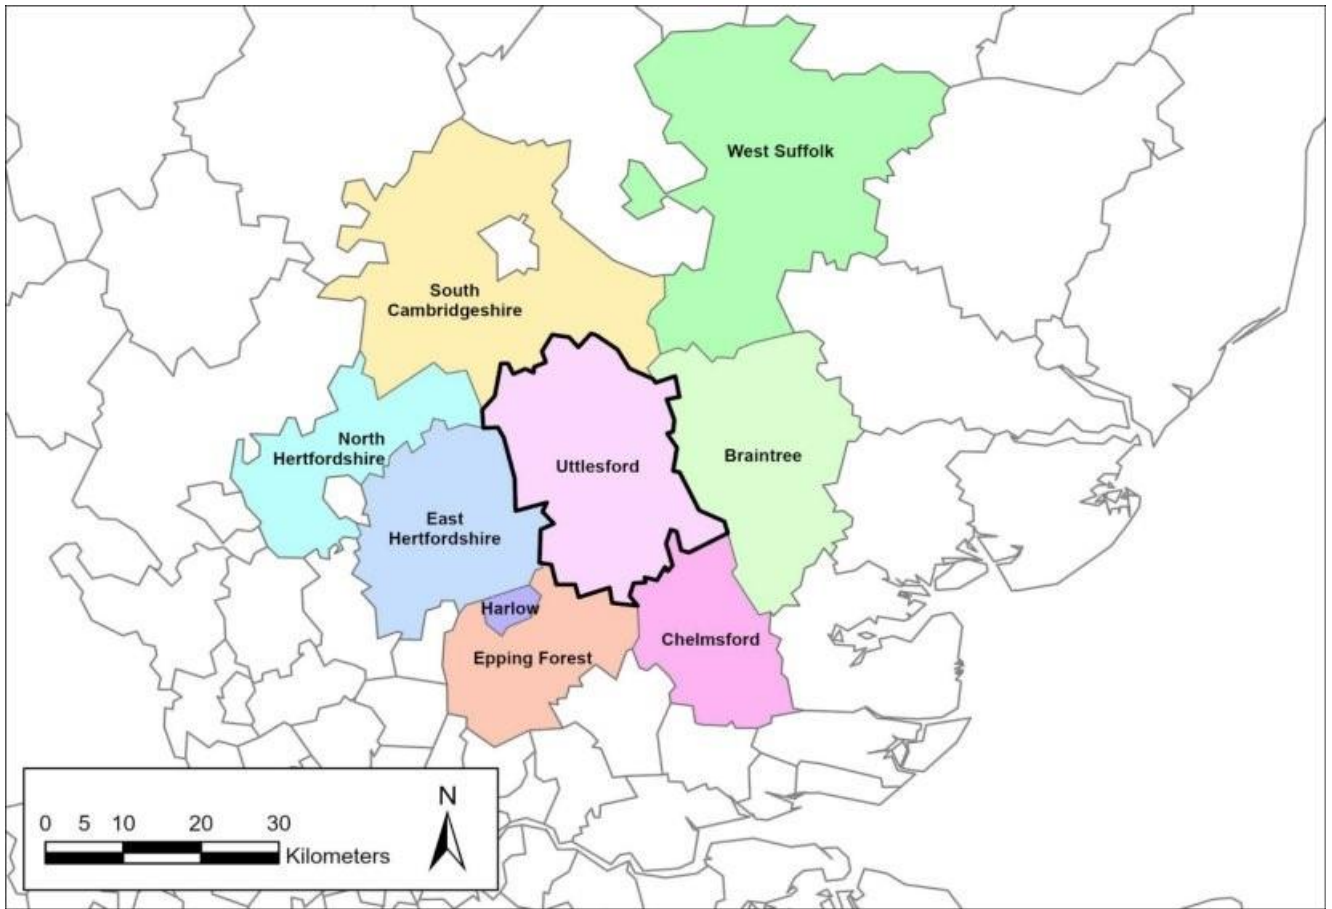 West Suffolk
South
Cambridgeshire
North
Hertfordshire
Uttlesford
Braintree
East
Hertfordshire
Harlow
Chelmsford
Epping Forest
N
0 5 10 20 30
Kilometers